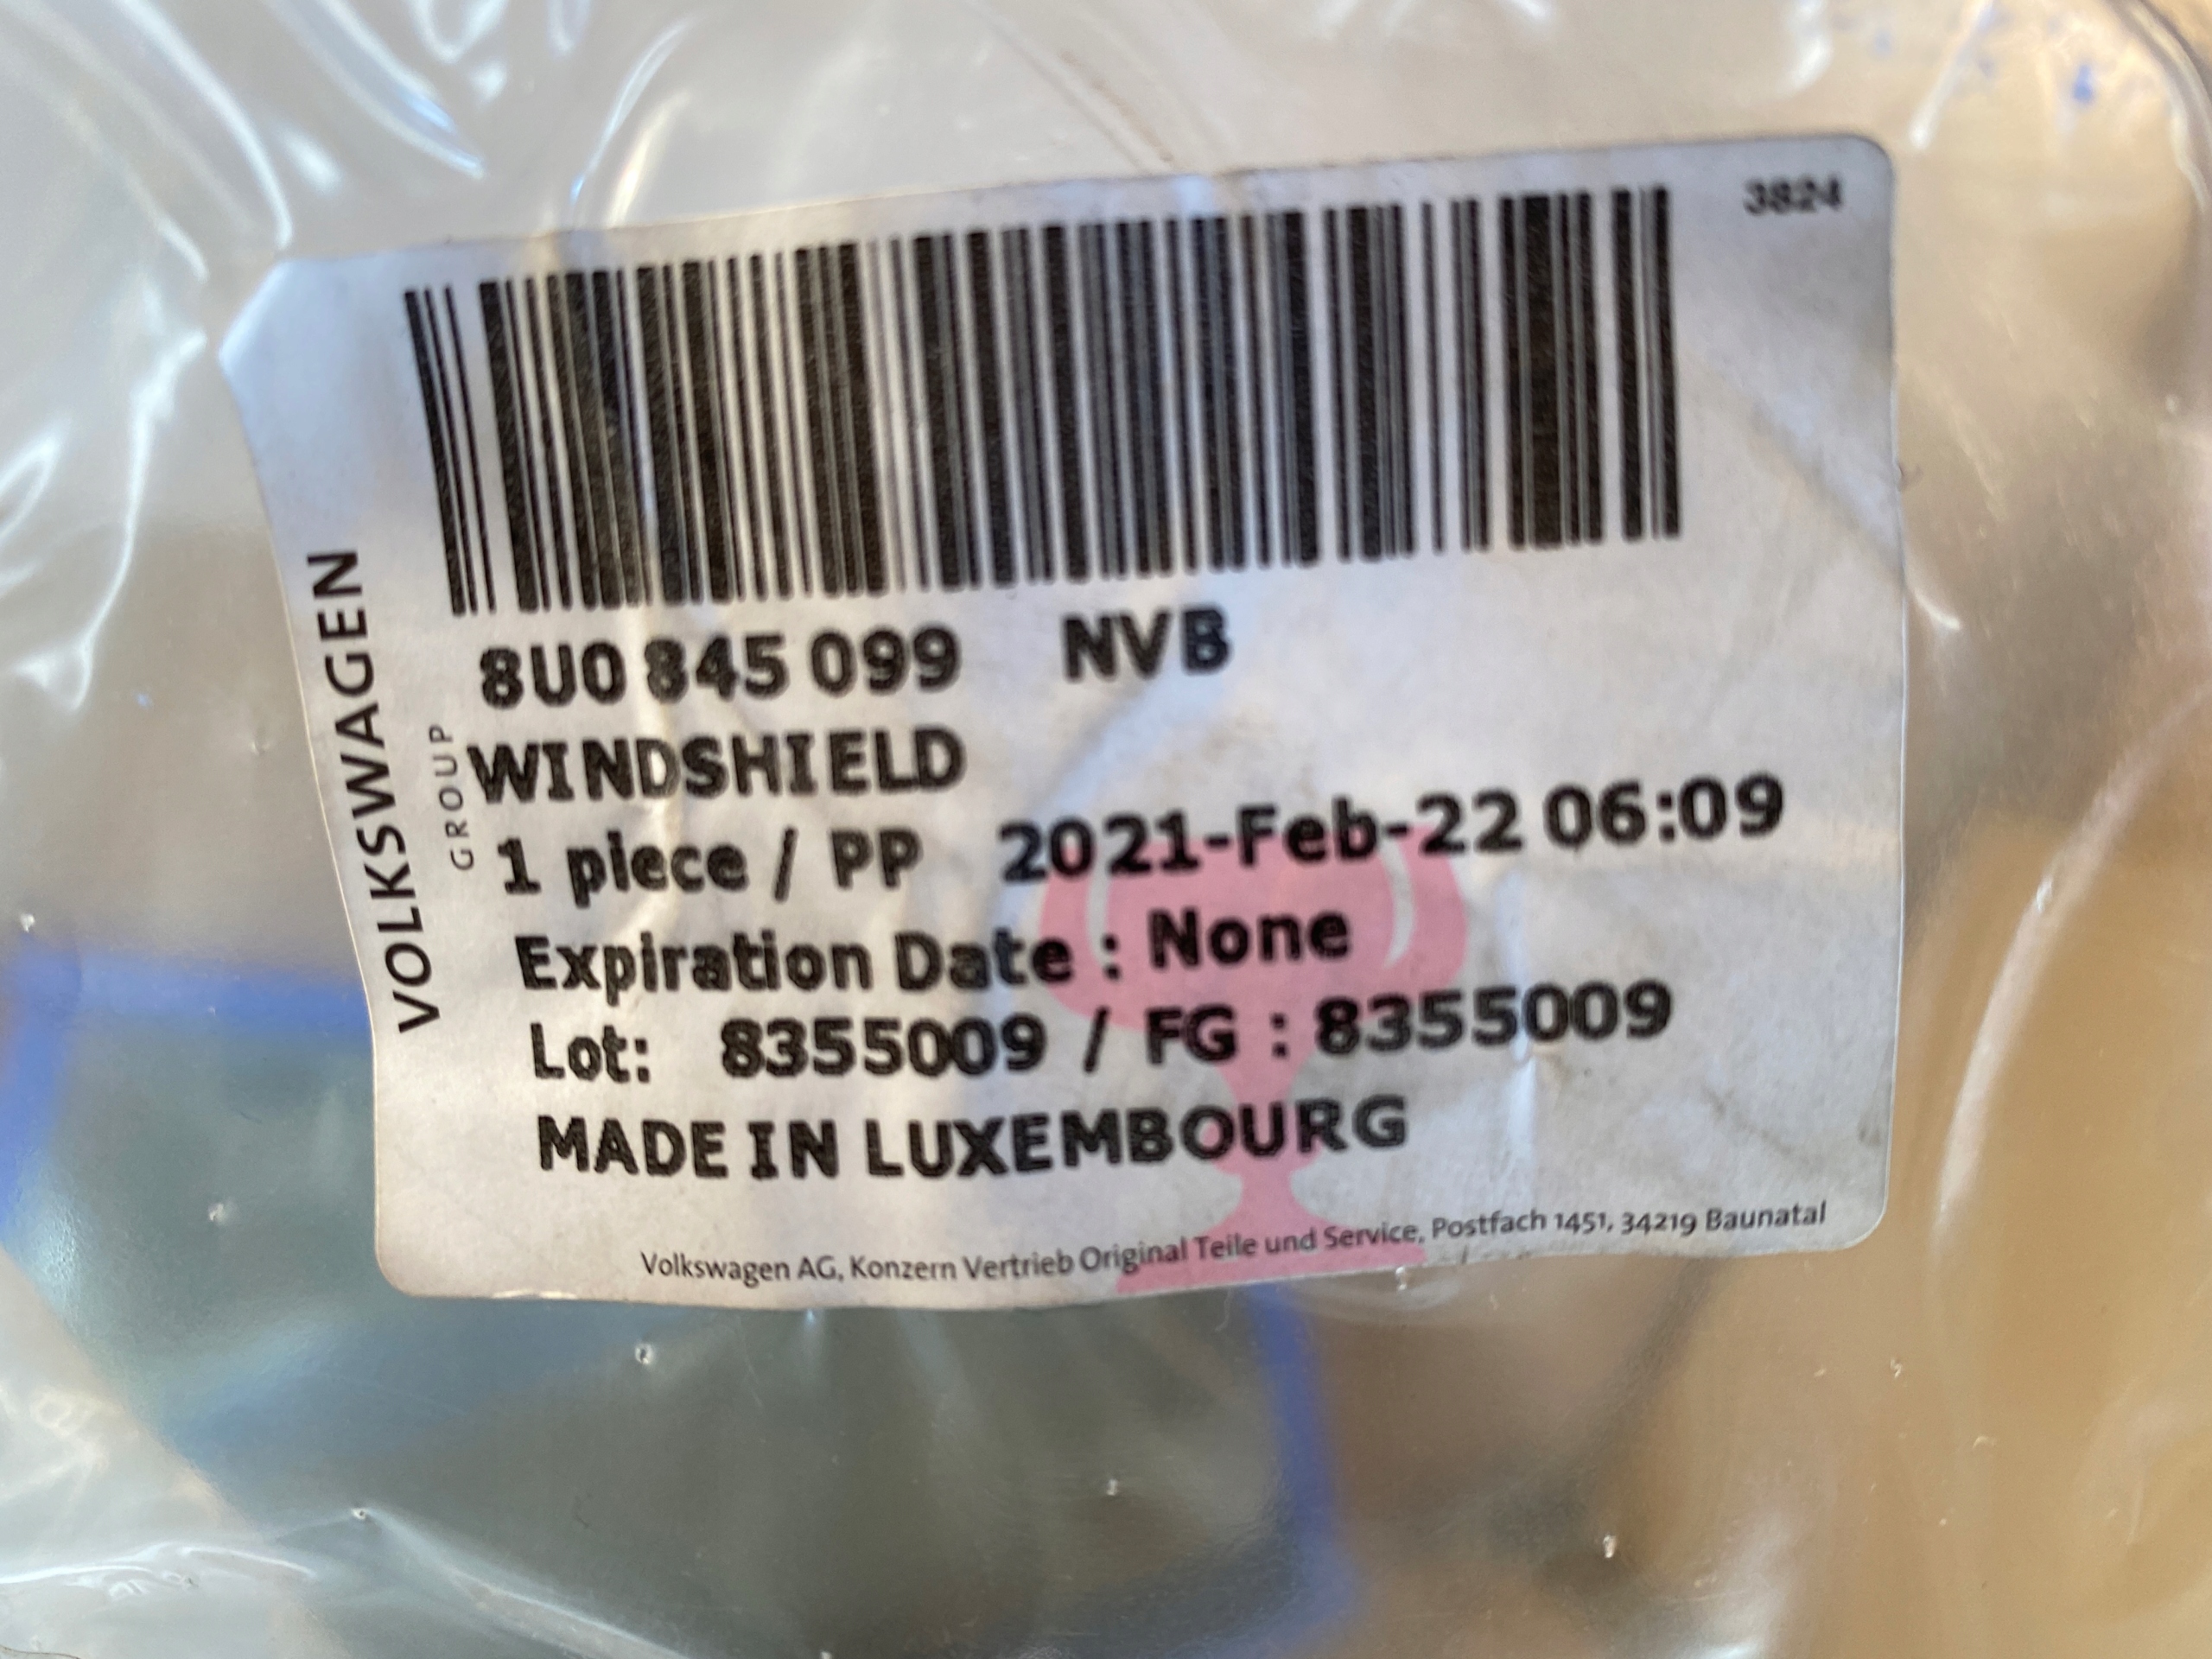 3824
8U0 845 099 NVB
WINDSHIELD
1 piece / PP 2021-Feb-22 06:09
Expiration Date : None
Lot: 8355009 / FG : 8355009
MADE IN LUXEMBOURG
Volkswagen AG, Konzern Vertrieb Original Teile und Service, Postfach 1451, 34219 Baunatal
VOLKSWAGEN
GROUP